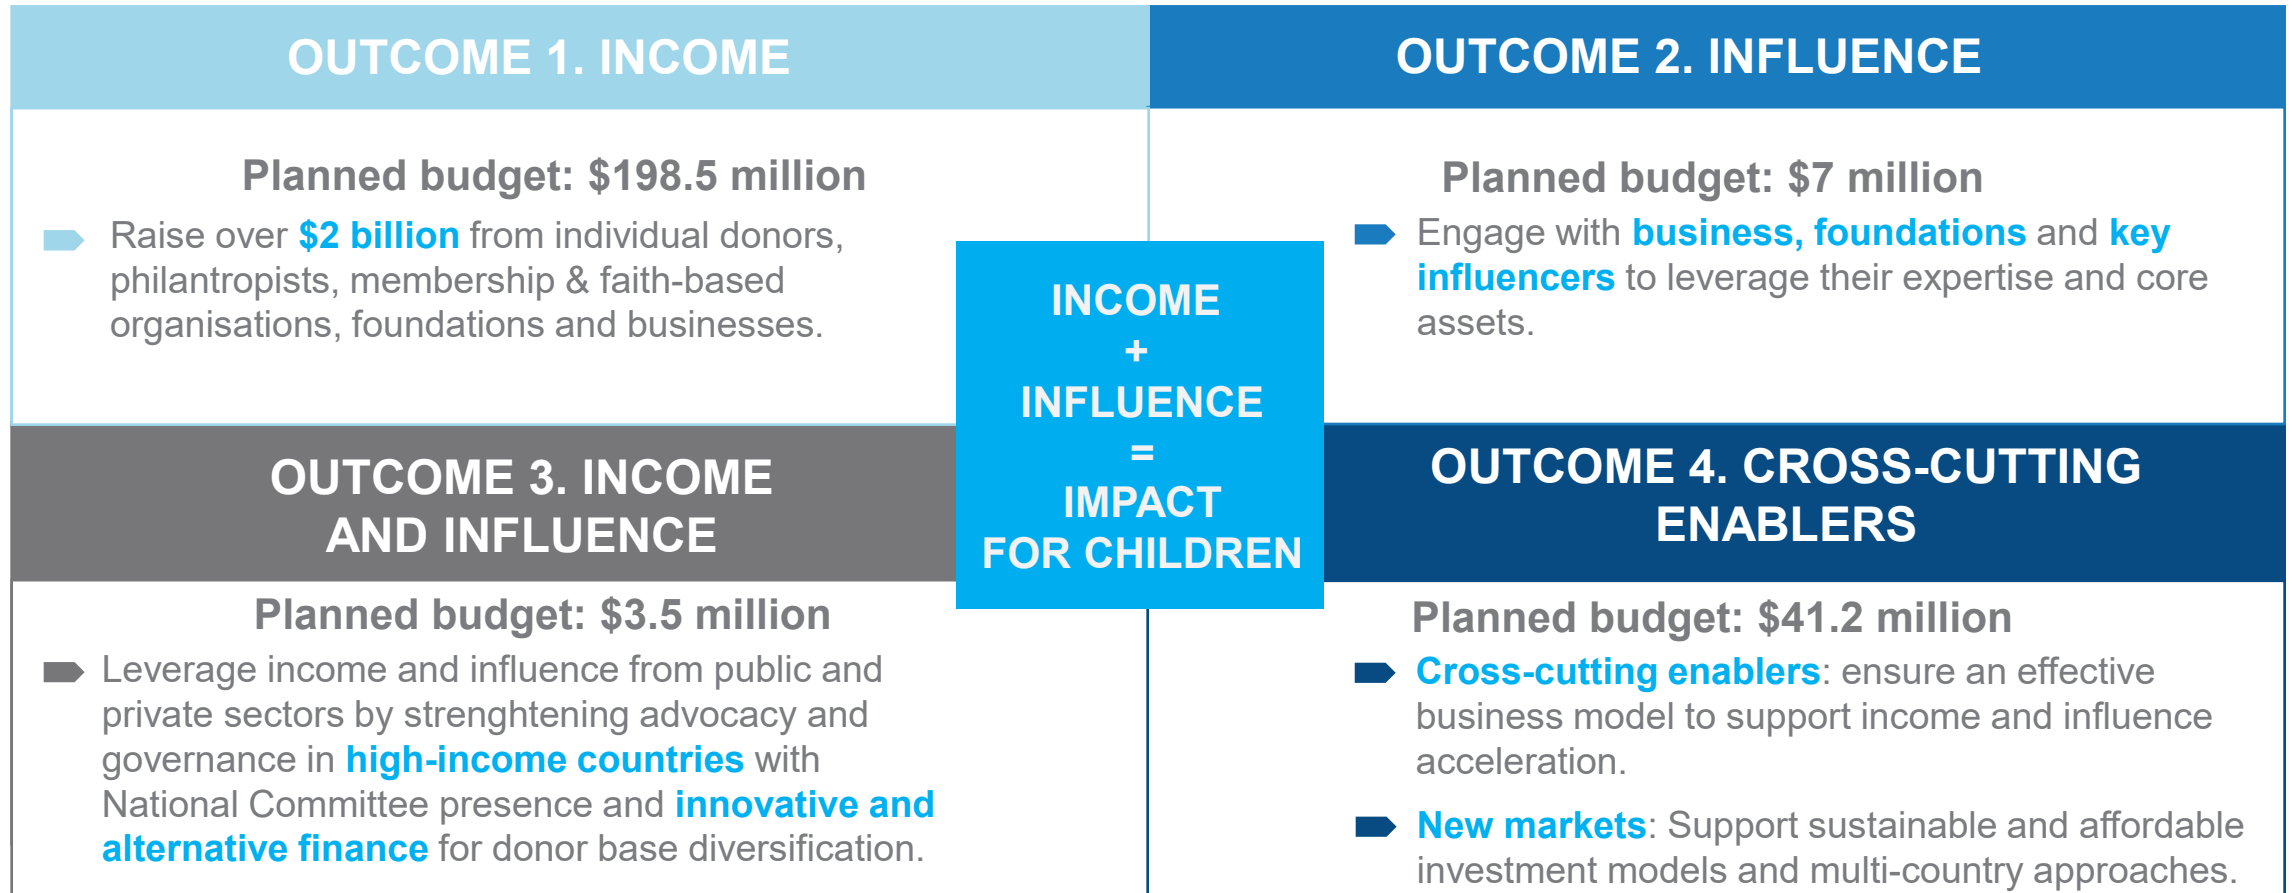 OUTCOME 1. INCOME
Planned budget: $198.5 million
Raise over $2 billion from individual donors,
philantropists, membership & faith-based
organisations, foundations and businesses.
OUTCOME 2. INFLUENCE
Planned budget: $7 million
Engage with business, foundations and key
influencers to leverage their expertise and core
assets.
INCOME
+
INFLUENCE
=
IMPACT
FOR CHILDREN
OUTCOME 3. INCOME
AND INFLUENCE
Planned budget: $3.5 million
Leverage income and influence from public and
private sectors by strenghtening advocacy and
governance in high-income countries with
National Committee presence and innovative and
alternative finance for donor base diversification.
OUTCOME 4. CROSS-CUTTING
ENABLERS
Planned budget: $41.2 million
Cross-cutting enablers: ensure an effective
business model to support income and influence
acceleration.
New markets: Support sustainable and affordable
investment models and multi-country approaches.